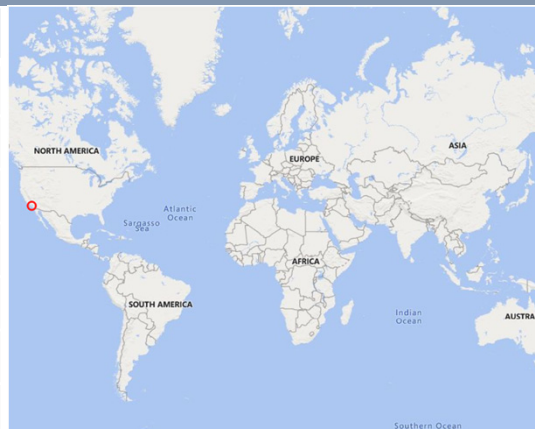 NORTH AMERICA
ASIA
EUROPE
Atlantic
Ocean
Sargasso
Sea
AFRICA
SOUTH AMERICA
Indian
Ocean
AUSTRA
Southern Ocean